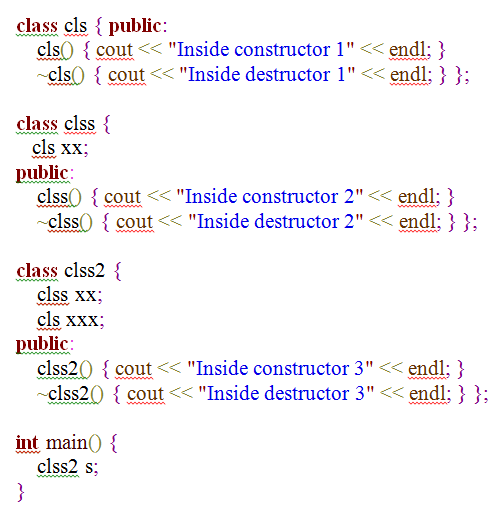 class cls { public:
cls() { cout << "Inside constructor 1" << endl; }
~cls() { cout << "Inside destructor 1" << endl; } };
class clss {
cls xx;
public:
clss() { cout << "Inside constructor 2" << endl; }
~clss() { cout << "Inside destructor 2" << endl; } };
class clss2 {
clss xx;
cls xxx;
public:
clss2() { cout << "Inside constructor 3" << endl; }
~clss2() { cout << "Inside destructor 3" << endl; } };
int main() {
clss2 s;
}